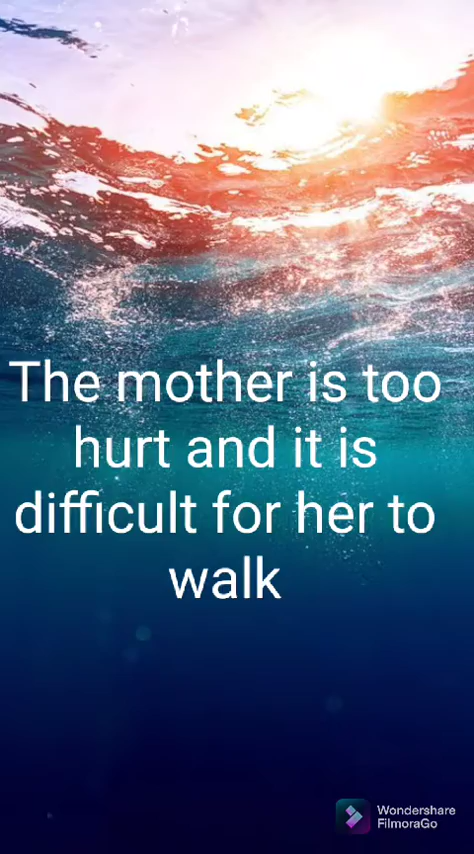 The mother is too
hurt and it is
difficult for her to
walk
Wondershare
FilmoraGo